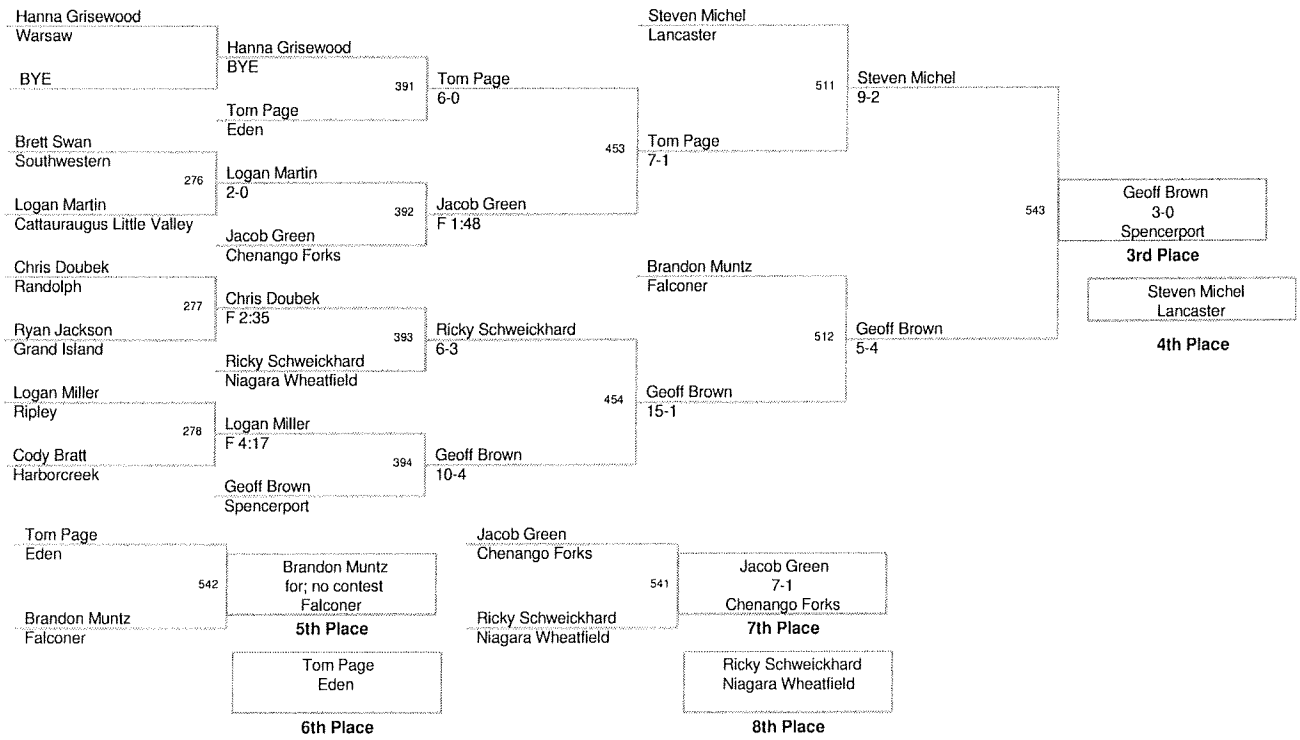 Hanna Grisewood
Warsaw
BYE
Brett Swan
Southwestern
276
Logan Martin
Cattauraugus Little Valley
Chris Doubek
Randolph
277
Ryan Jackson
Grand Island
Logan Miller
Ripley
278
Cody Bratt
Harborcreek
Hanna Grisewood
BYE
391
Tom Page
Eden
Logan Martin
2-0
392
Jacob Green
Chenango Forks
Chris Doubek
F 2:35
393
Ricky Schweickhard
Niagara Wheatfield
Logan Miller
F 4:17
394
Geoff Brown
Spencerport
Tom Page
6-0
453
Jacob Green
F 1:48
Ricky Schweickhard
6-3
454
Geoff Brown
10-4
Steven Michel
Lancaster
511
Tom Page
7-1
Brandon Muntz
Falconer
512
Geoff Brown
15-1
Steven Michel
9-2
543
Geoff Brown
5-4
Geoff Brown
3-0
Spencerport
3rd Place
Steven Michel
Lancaster
4th Place
Tom Page
Eden
542
Brandon Muntz
Falconer
Brandon Muntz
for; no contest
Falconer
5th Place
Tom Page
Eden
6th Place
Jacob Green
Chenango Forks
541
Ricky Schweickhard
Niagara Wheatfield
Jacob Green
7-1
Chenango Forks
7th Place
Ricky Schweickhard
Niagara Wheatfield
8th Place